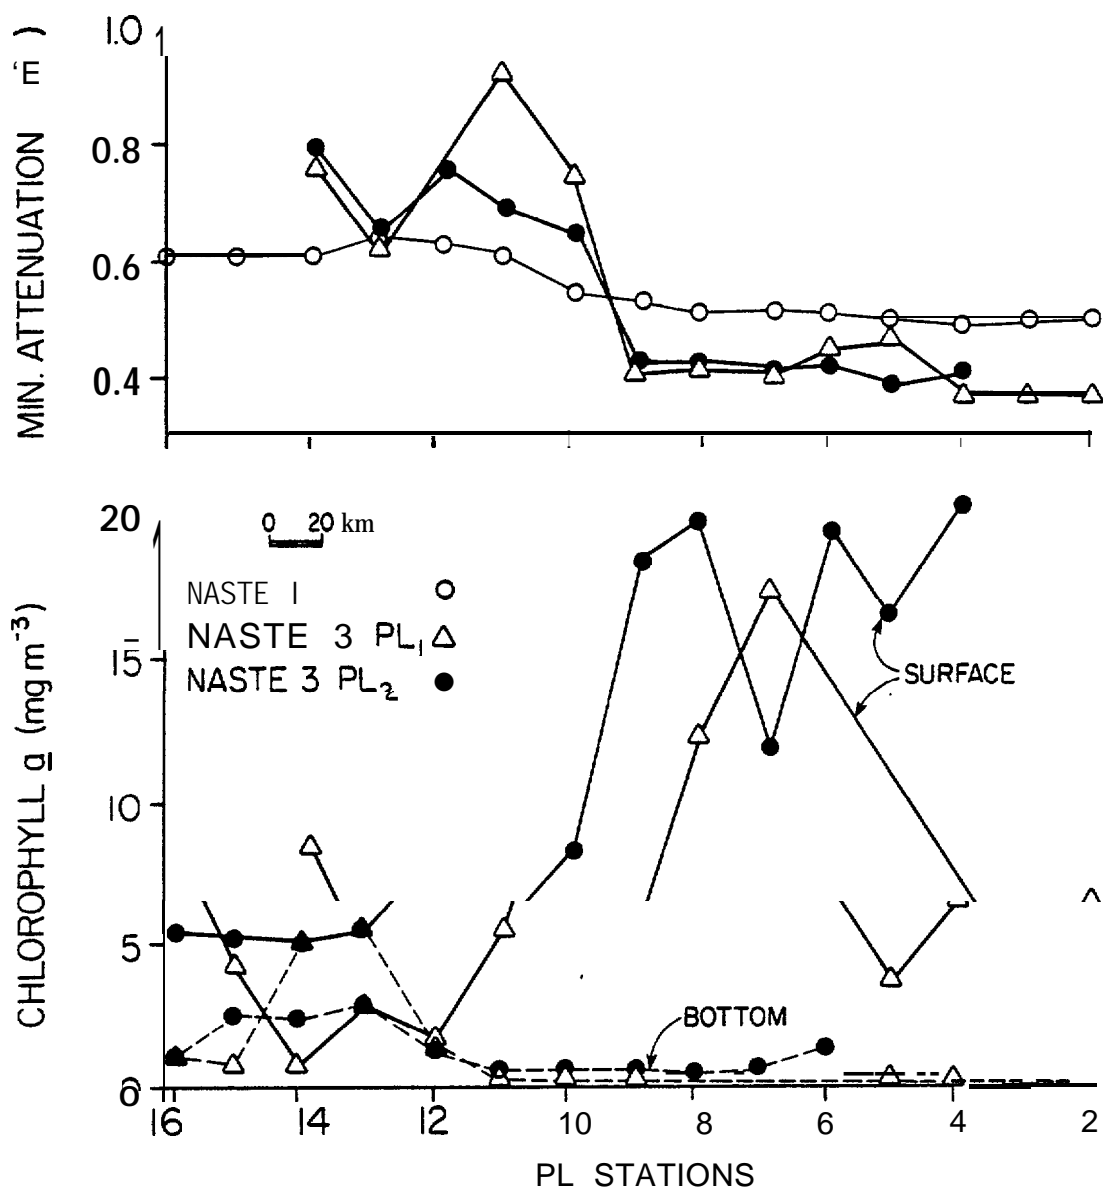 MIN. ATTENUATION m )
1.0
0.8
0.6
0.4
CHLOROPHYLL a (mg m⁻³)
20
15
10
5
0 20 km
NASTE I
NASTE 3 PL₁
NASTE 3 PL₂
SURFACE
BOTTOM
6
16 14 12 10 8 6 4 2
PL STATIONS